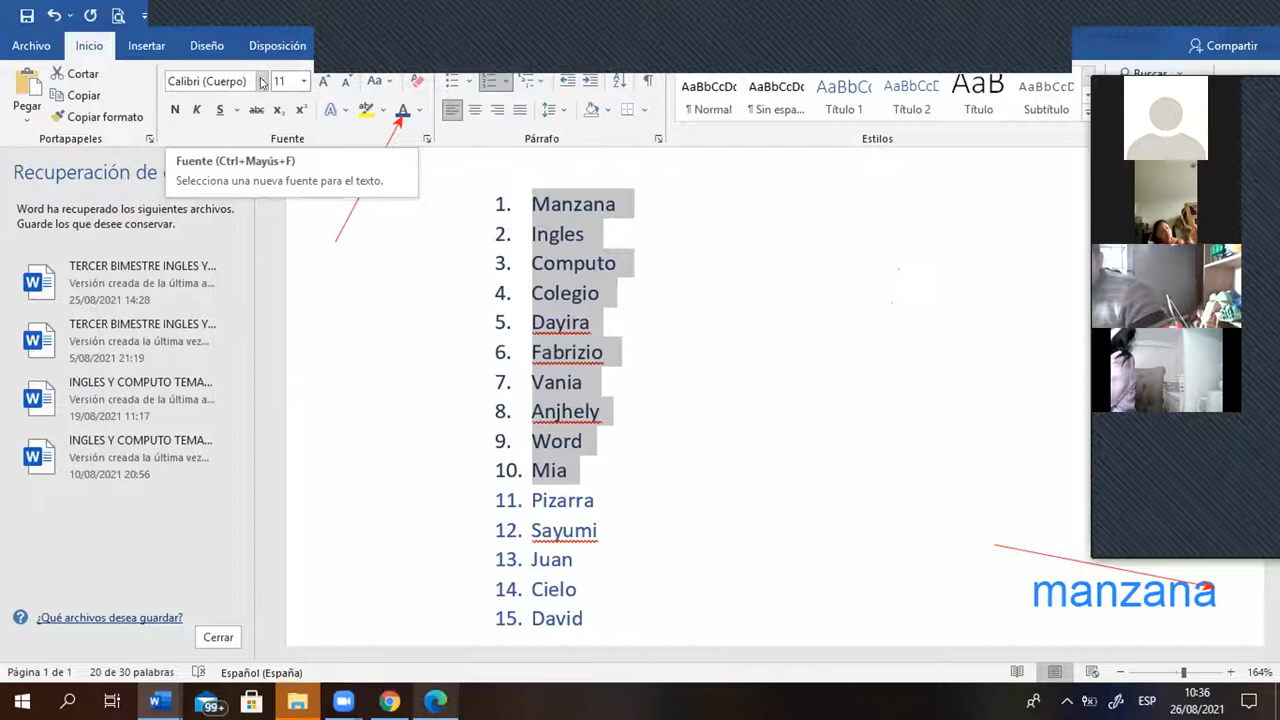 Archivo Inicio Insertar Diseño Disposición Compartir
Cortar
Copiar
Copiar formato
Pegar
Calibri (Cuerpo) 11
N K S abc x₂ x²
AaBbCcDc AaBbCcDc AaBbCc AaBbCcD AaB AaBbCcC
¶ Normal ¶ Sin espa... Título 1 Título 2 Título Subtítulo
Buscar
Portapapeles Fuente Párrafo Estilos
Fuente (Ctrl+Mayús+F)
Selecciona una nueva fuente para el texto.
Recuperación de
Word ha recuperado los siguientes archivos.
Guarde los que desee conservar.
TERCER BIMESTRE INGLES Y...
Versión creada de la última a...
25/08/2021 14:28
TERCER BIMESTRE INGLES Y...
Versión creada la última vez...
5/08/2021 21:19
INGLES Y COMPUTO TEMA...
Versión creada de la última a...
19/08/2021 11:17
INGLES Y COMPUTO TEMA...
Versión creada la última vez...
10/08/2021 20:56
¿Qué archivos desea guardar?
Cerrar
1. Manzana
2. Ingles
3. Computo
4. Colegio
5. Dayira
6. Fabrizio
7. Vania
8. Anjhely
9. Word
10. Mia
11. Pizarra
12. Sayumi
13. Juan
14. Cielo
15. David
manzana
Página 1 de 1 20 de 30 palabras Español (España) 164%
99+ ESP 10:36
26/08/2021